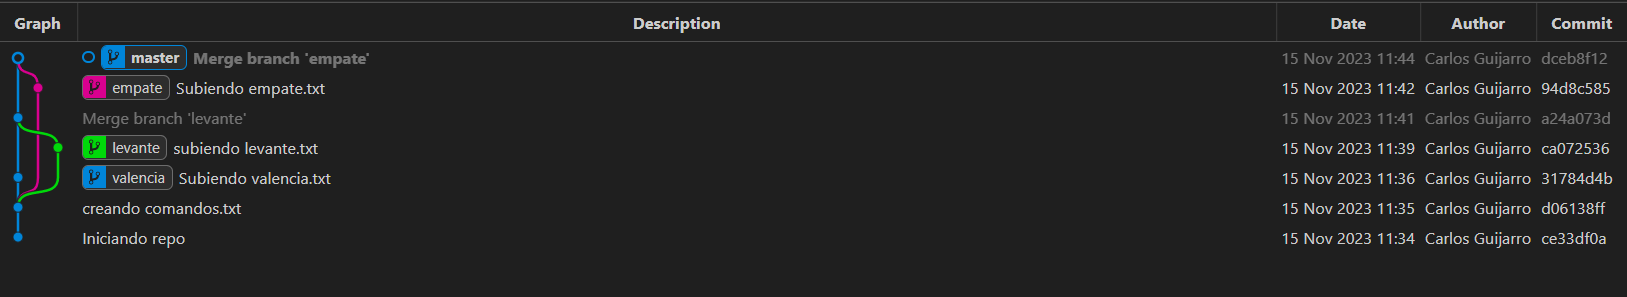 Graph Description Date Author Commit
master Merge branch 'empate' 15 Nov 2023 11:44 Carlos Guijarro dceb8f12
empate Subiendo empate.txt 15 Nov 2023 11:42 Carlos Guijarro 94d8c585
Merge branch 'levante' 15 Nov 2023 11:41 Carlos Guijarro a24a073d
levante subiendo levante.txt 15 Nov 2023 11:39 Carlos Guijarro ca072536
valencia Subiendo valencia.txt 15 Nov 2023 11:36 Carlos Guijarro 31784d4b
creando comandos.txt 15 Nov 2023 11:35 Carlos Guijarro d06138ff
Iniciando repo 15 Nov 2023 11:34 Carlos Guijarro ce33df0a